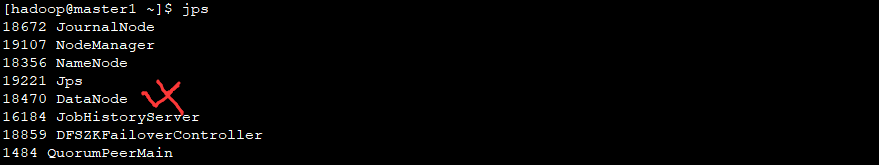 [hadoop@master1 ~]$ jps
18672 JournalNode
19107 NodeManager
18356 NameNode
19221 Jps
18470 DataNode
16184 JobHistoryServer
18859 DFSZKFailoverController
1484 QuorumPeerMain